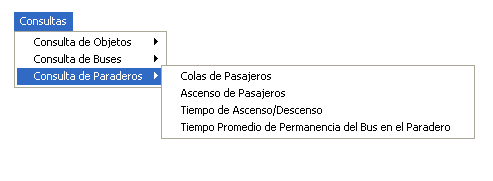 Consultas
Consulta de Objetos
Consulta de Buses
Consulta de Paraderos
Colas de Pasajeros
Ascenso de Pasajeros
Tiempo de Ascenso/Descenso
Tiempo Promedio de Permanencia del Bus en el Paradero